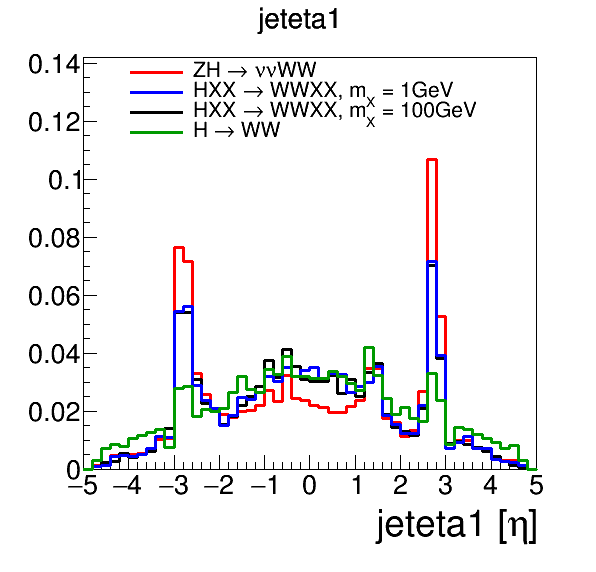 jeteta1
0.14
ZH → ννWW
HXX → WWXX, m_X = 1GeV
0.12
HXX → WWXX, m_X = 100GeV
H → WW
0.1
0.08
0.06
0.04
0.02
0
−5 −4 −3 −2 −1 0 1 2 3 4 5
jeteta1 [η]